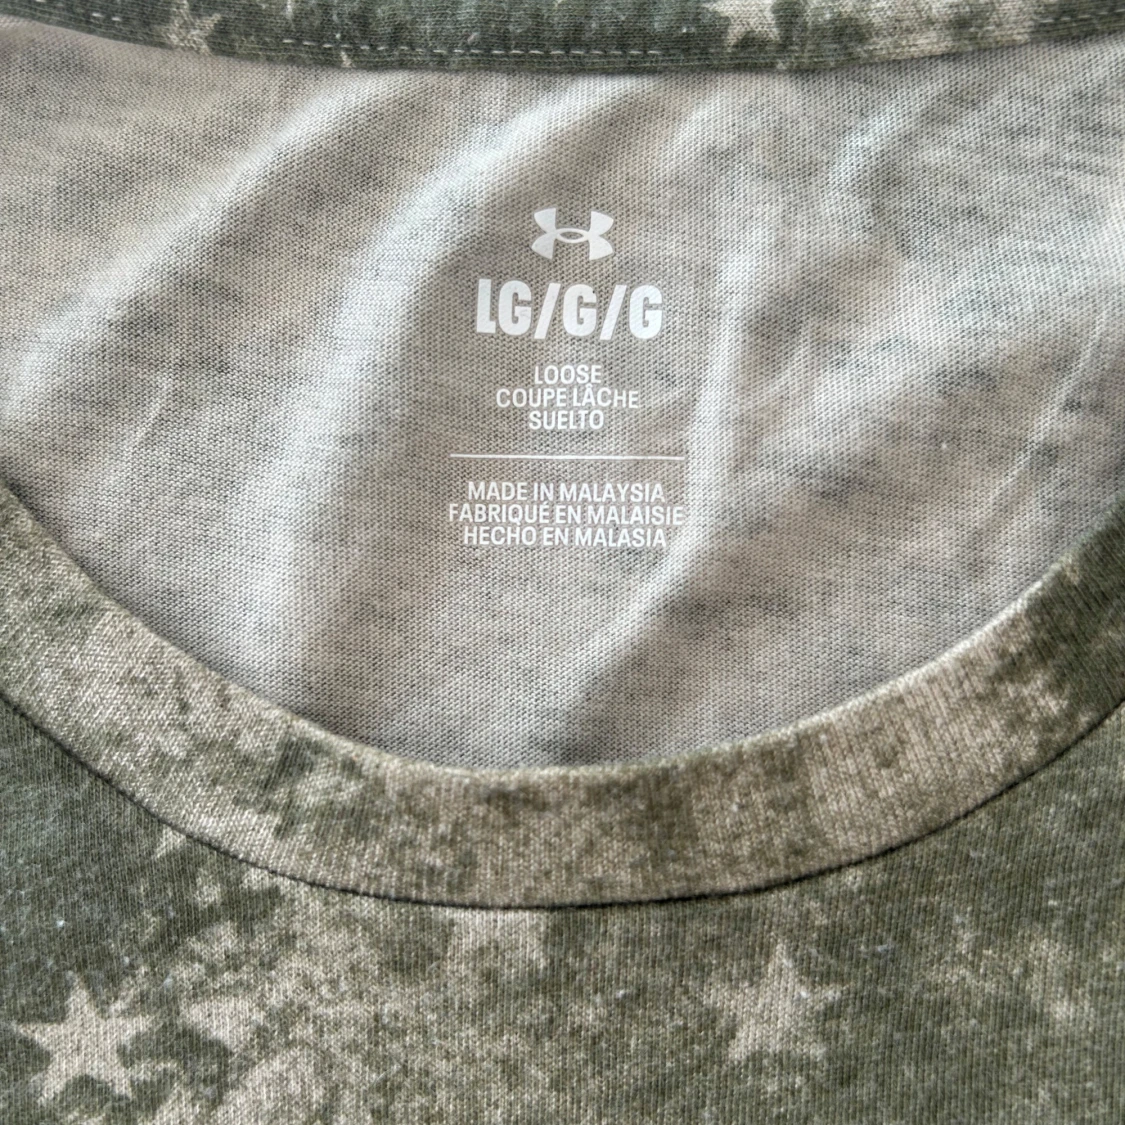 LG/G/G
LOOSE
COUPE LÂCHE
SUELTO
MADE IN MALAYSIA
FABRIQUÉ EN MALAISIE
HECHO EN MALASIA